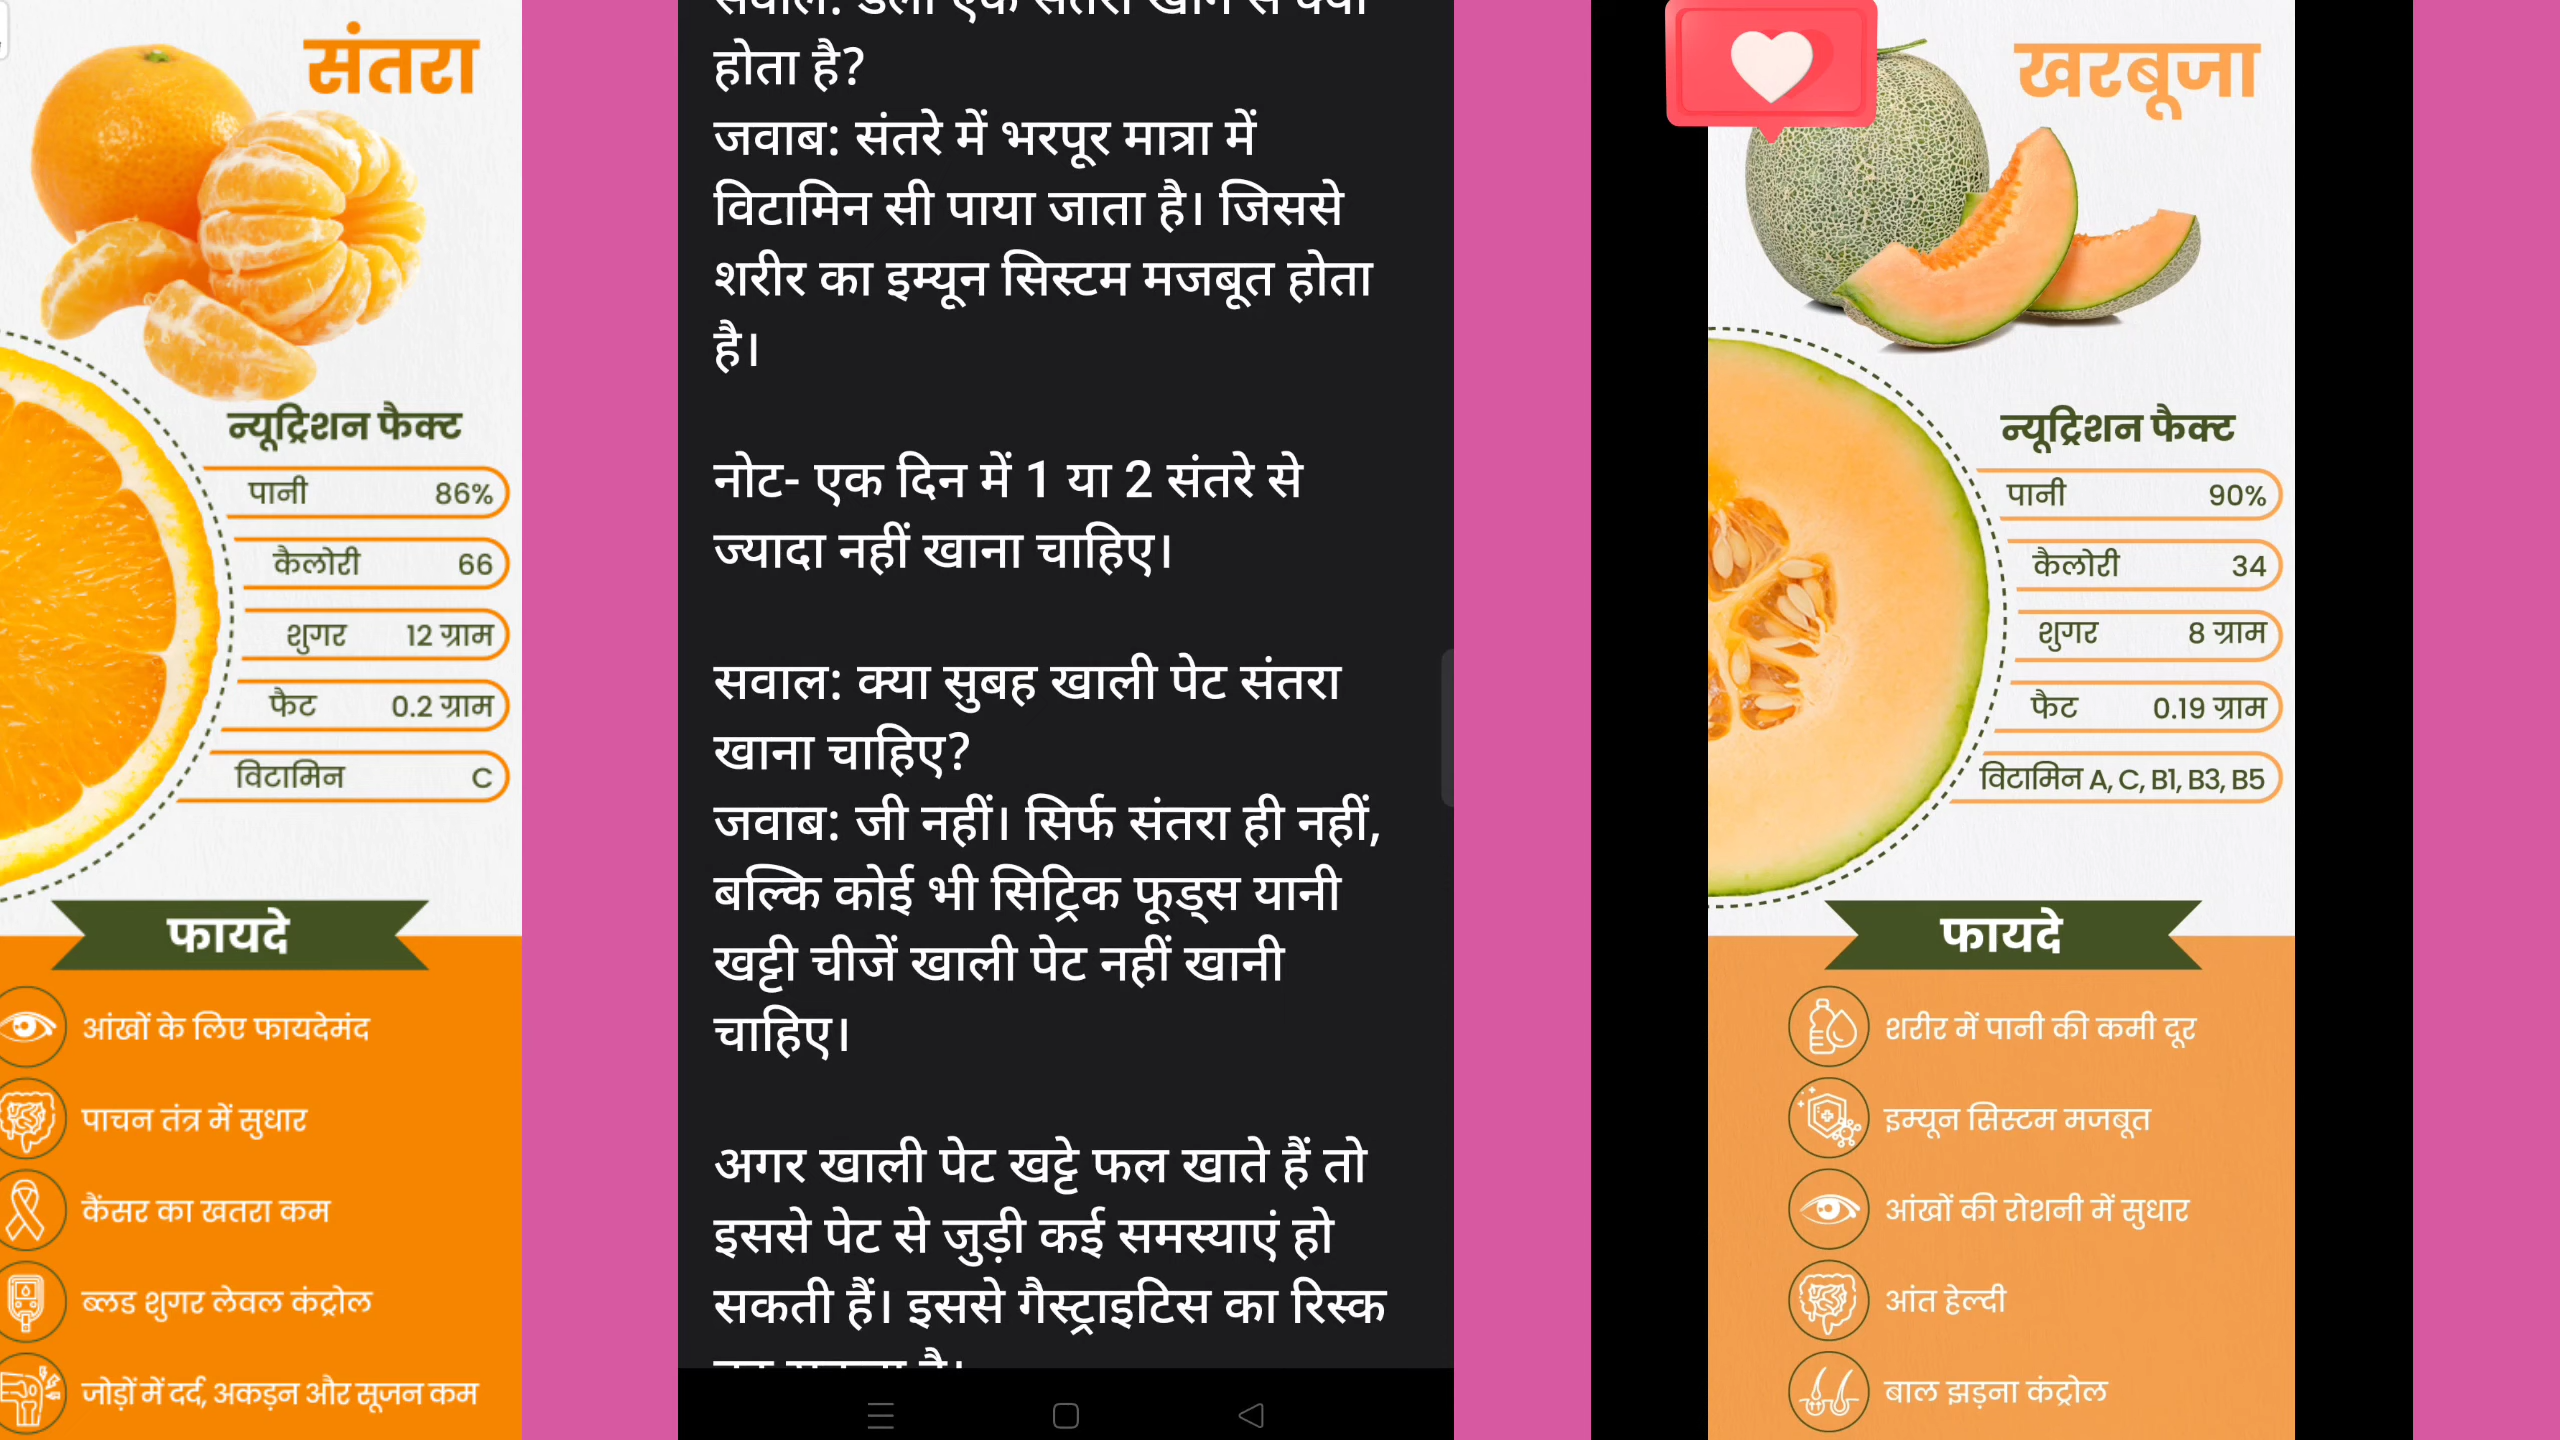 संतरा
न्यूट्रिशन फैक्ट
पानी 86%
कैलोरी 66
शुगर 12 ग्राम
फैट 0.2 ग्राम
विटामिन C
फायदे
आंखों के लिए फायदेमंद
पाचन तंत्र में सुधार
कैंसर का खतरा कम
ब्लड शुगर लेवल कंट्रोल
जोड़ों में दर्द, अकड़न और सूजन कम
सवाल: डेली एक संतरा खाने से क्या
होता है?
जवाब: संतरे में भरपूर मात्रा में
विटामिन सी पाया जाता है। जिससे
शरीर का इम्यून सिस्टम मजबूत होता
है।
नोट- एक दिन में 1 या 2 संतरे से
ज्यादा नहीं खाना चाहिए।
सवाल: क्या सुबह खाली पेट संतरा
खाना चाहिए?
जवाब: जी नहीं। सिर्फ संतरा ही नहीं,
बल्कि कोई भी सिट्रिक फूड्स यानी
खट्टी चीजें खाली पेट नहीं खानी
चाहिए।
अगर खाली पेट खट्टे फल खाते हैं तो
इससे पेट से जुड़ी कई समस्याएं हो
सकती हैं। इससे गैस्ट्राइटिस का रिस्क
है।
खरबूजा
न्यूट्रिशन फैक्ट
पानी 90%
कैलोरी 34
शुगर 8 ग्राम
फैट 0.19 ग्राम
विटामिन A, C, B1, B3, B5
फायदे
शरीर में पानी की कमी दूर
इम्यून सिस्टम मजबूत
आंखों की रोशनी में सुधार
आंत हेल्दी
बाल झड़ना कंट्रोल